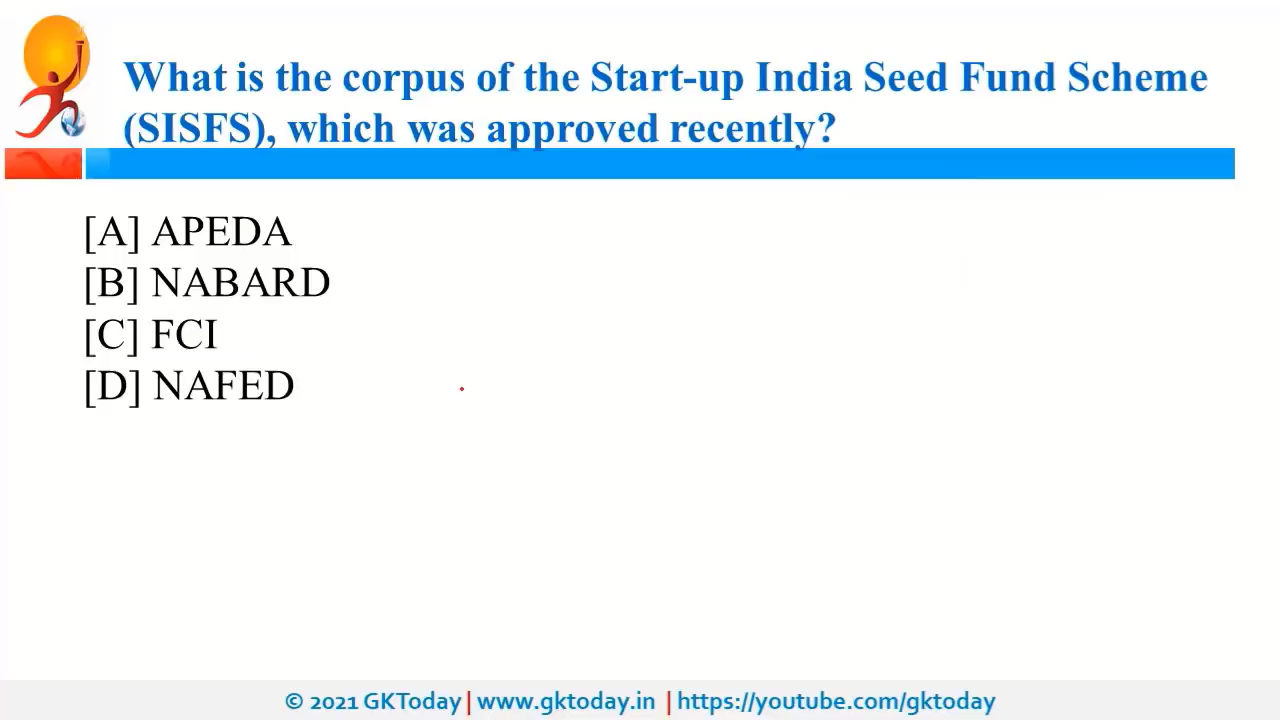 What is the corpus of the Start-up India Seed Fund Scheme
(SISFS), which was approved recently?
[A] APEDA
[B] NABARD
[C] FCI
[D] NAFED
© 2021 GKToday | www.gktoday.in | https://youtube.com/gktoday